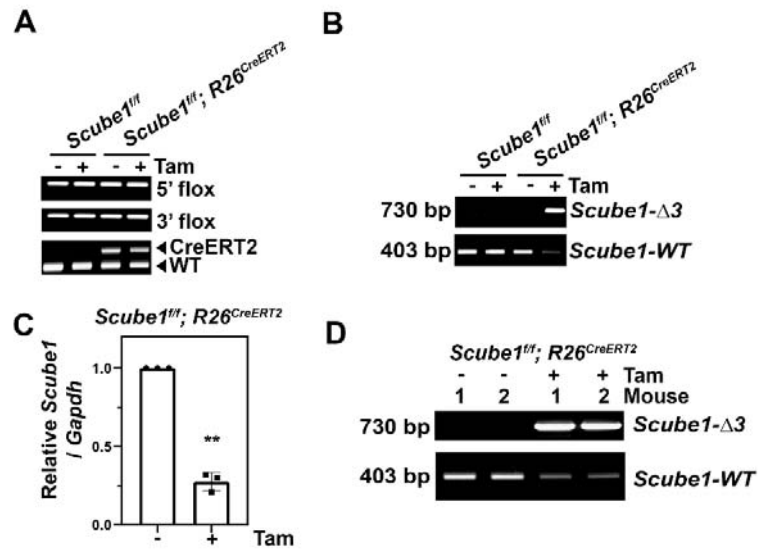 A
Scube1f/f
Scube1f/f; R26CreERT2
- + - + Tam
5' flox
3' flox
CreERT2
WT
B
Scube1f/f
Scube1f/f; R26CreERT2
- + - + Tam
730 bp Scube1-Δ3
403 bp Scube1-WT
C
Scube1f/f; R26CreERT2
Relative Scube1
/ Gapdh
1.0
0.5
0.0
**
- + Tam
D
Scube1f/f; R26CreERT2
- - + + Tam
1 2 1 2 Mouse
730 bp Scube1-Δ3
403 bp Scube1-WT